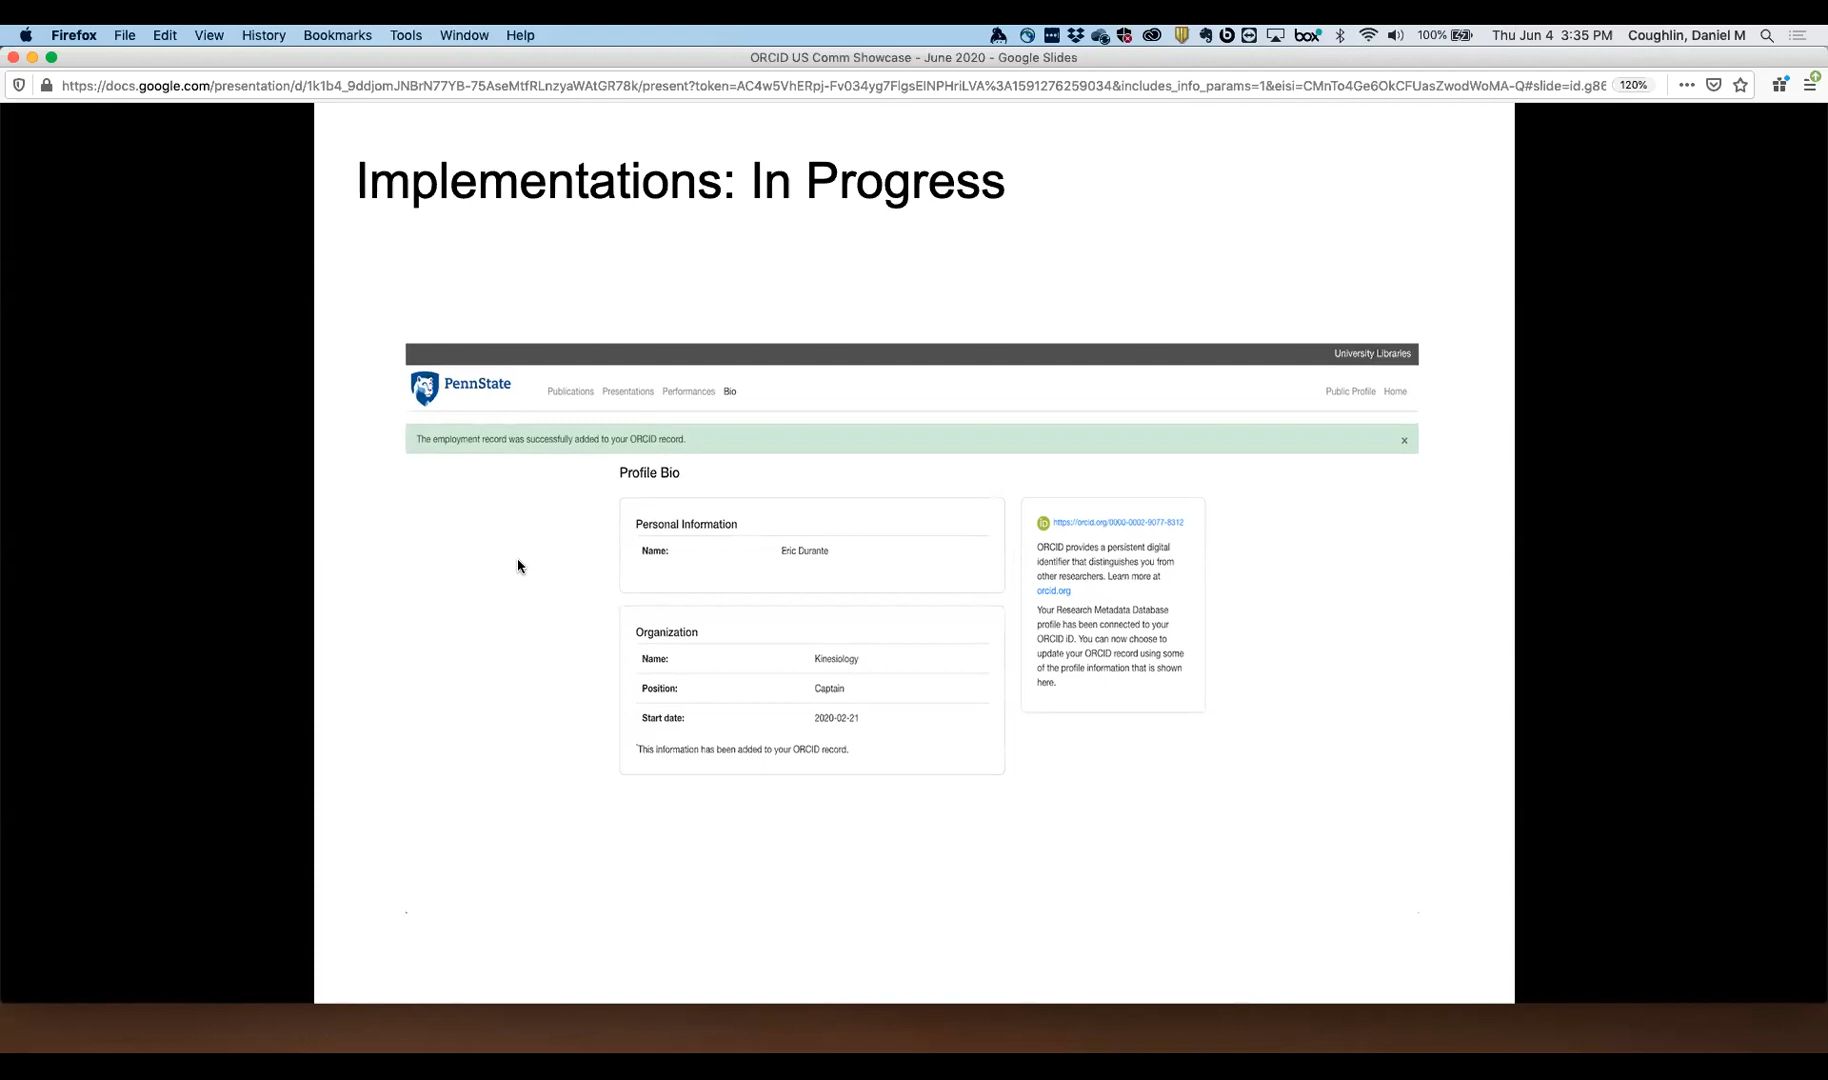 Firefox File Edit View History Bookmarks Tools Window Help box 100% Thu Jun 4 3:35 PM Coughlin, Daniel M
ORCID US Comm Showcase - June 2020 - Google Slides
https://docs.google.com/presentation/d/1k1b4_9ddjomJNBrN77YB-75AseMtfRLnzyaWAtGR78k/present?token=AC4w5VhERpj-Fv034yg7FlgsElNPHriLVA%3A1591276259034&includes_info_params=1&eisi=CMnTo4Ge6OkCFUasZwodWoMA-Q#slide=id.g86 120%
Implementations: In Progress
University Libraries
PennState Publications Presentations Performances Bio Public Profile Home
The employment record was successfully added to your ORCID record. x
Profile Bio
Personal Information
Name: Eric Durante
Organization
Name: Kinesiology
Position: Captain
Start date: 2020-02-21
*This information has been added to your ORCID record.
iD https://orcid.org/0000-0002-9077-8312
ORCID provides a persistent digital
identifier that distinguishes you from
other researchers. Learn more at
orcid.org
Your Research Metadata Database
profile has been connected to your
ORCID iD. You can now choose to
update your ORCID record using some
of the profile information that is shown
here.